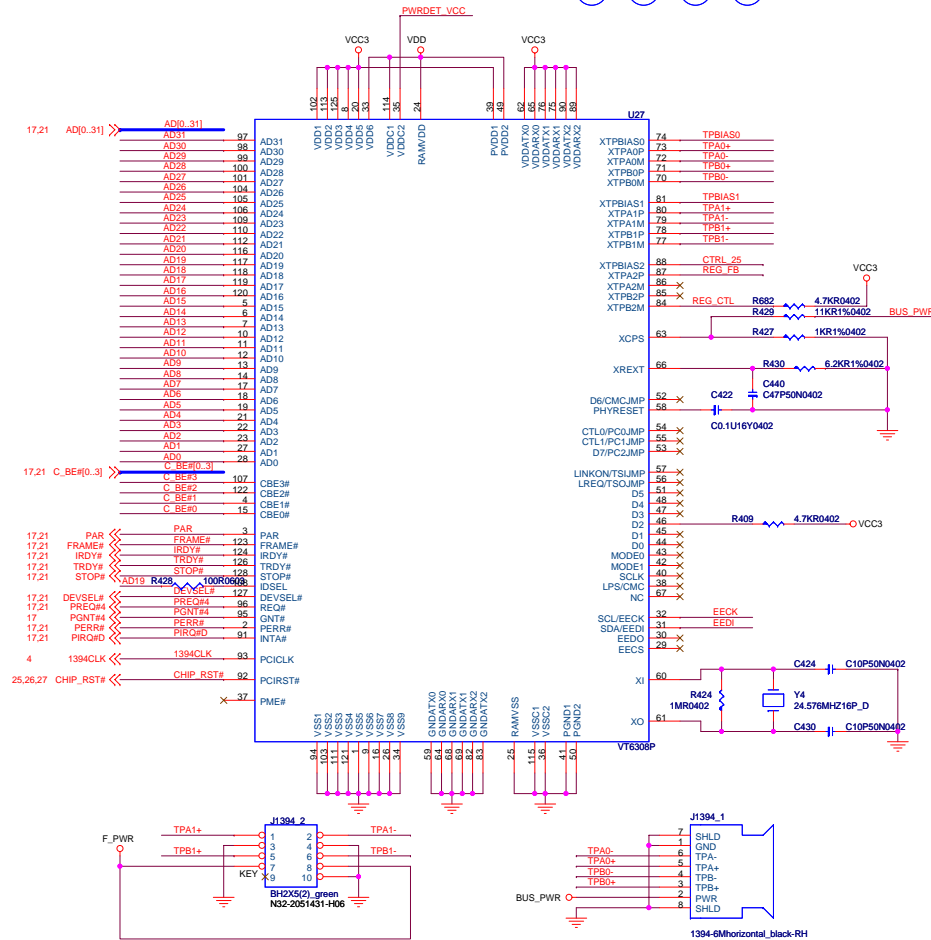 PWRDET_VCC
VCC3 VDD VCC3
102 113 125 8 20 33 114 35 24 39 49 62 65 76 75 90 89
U27
VDD1 VDD2 VDD3 VDD4 VDD5 VDD6 VDDC1 VDDC2 RAMVDD PVDD1 PVDD2 VDDATX0 VDDARX0 VDDATX1 VDDARX1 VDDATX2 VDDARX2
17,21 AD[0..31] AD[0..31]
AD31 97 AD31
AD30 98 AD30
AD29 99 AD29
AD28 100 AD28
AD27 101 AD27
AD26 104 AD26
AD25 105 AD25
AD24 106 AD24
AD23 109 AD23
AD22 110 AD22
AD21 112 AD21
AD20 116 AD20
AD19 117 AD19
AD18 118 AD18
AD17 119 AD17
AD16 120 AD16
AD15 5 AD15
AD14 6 AD14
AD13 7 AD13
AD12 10 AD12
AD11 11 AD11
AD10 12 AD10
AD9 13 AD9
AD8 14 AD8
AD7 17 AD7
AD6 18 AD6
AD5 19 AD5
AD4 21 AD4
AD3 22 AD3
AD2 23 AD2
AD1 27 AD1
AD0 28 AD0
17,21 C_BE#[0..3] C_BE#[0..3]
C_BE#3 107 CBE3#
C_BE#2 122 CBE2#
C_BE#1 4 CBE1#
C_BE#0 15 CBE0#
17,21 PAR PAR 3 PAR
17,21 FRAME# FRAME# 123 FRAME#
17,21 IRDY# IRDY# 124 IRDY#
17,21 TRDY# TRDY# 126 TRDY#
17,21 STOP# STOP# 128 STOP#
AD19 R428 100R0603 108 IDSEL
17,21 DEVSEL# DEVSEL# 127 DEVSEL#
17,21 PREQ#4 PREQ#4 96 REQ#
17 PGNT#4 PGNT#4 95 GNT#
17,21 PERR# PERR# 2 PERR#
17,21 PIRQ#D PIRQ#D 91 INTA#
4 1394CLK 1394CLK 93 PCICLK
25,26,27 CHIP_RST# CHIP_RST# 92 PCIRST#
37 PME#
XTPBIAS0 74 TPBIAS0
XTPA0P 73 TPA0+
XTPA0M 72 TPA0-
XTPB0P 71 TPB0+
XTPB0M 70 TPB0-
XTPBIAS1 81 TPBIAS1
XTPA1P 80 TPA1+
XTPA1M 79 TPA1-
XTPB1P 78 TPB1+
XTPB1M 77 TPB1-
XTPBIAS2 88 CTRL_25
XTPA2P 87 REG_FB
XTPA2M 86
XTPB2P 85
XTPB2M 84 REG_CTL R682 4.7KR0402 VCC3
R429 11KR1%0402 BUS_PWR
XCPS 63 R427 1KR1%0402
XREXT 66 R430 6.2KR1%0402
C440
C47P50N0402
D6/CMCJMP 52
PHYRESET 58 C422
C0.1U16Y0402
CTL0/PC0JMP 54
CTL1/PC1JMP 55
D7/PC2JMP 53
LINKON/TSIJMP 57
LREQ/TSOJMP 56
D5 51
D4 48
D3 47
D2 46 R409 4.7KR0402 VCC3
D1 45
D0 44
MODE0 43
MODE1 42
SCLK 40
LPS/CMC 38
NC 67
SCL/EECK 32 EECK
SDA/EEDI 31 EEDI
EEDO 30
EECS 29
XI 60 C424 C10P50N0402
R424
1MR0402
Y4
24.576MHZ16P_D
XO 61 C430 C10P50N0402
VSS1 VSS2 VSS3 VSS4 VSS5 VSS6 VSS7 VSS8 VSS9 GNDATX0 GNDARX0 GNDARX1 GNDATX1 GNDARX2 GNDATX2 RAMVSS VSSC1 VSSC2 PGND1 PGND2
VT6308P
94 103 111 121 1 9 16 26 34 59 64 68 69 82 83 25 115 36 41 50
J1394_2
F_PWR
TPA1+ 1 2 TPA1-
3 4
TPB1+ 5 6 TPB1-
7 8
KEY 9 10
BH2X5(2)_green
N32-2051431-H06
J1394_1
7 SHLD
1 GND
TPA0- 6 TPA-
TPA0+ 5 TPA+
TPB0- 4 TPB-
TPB0+ 3 TPB+
BUS_PWR 2 PWR
8 SHLD
1394-6Mhorizontal_black-RH